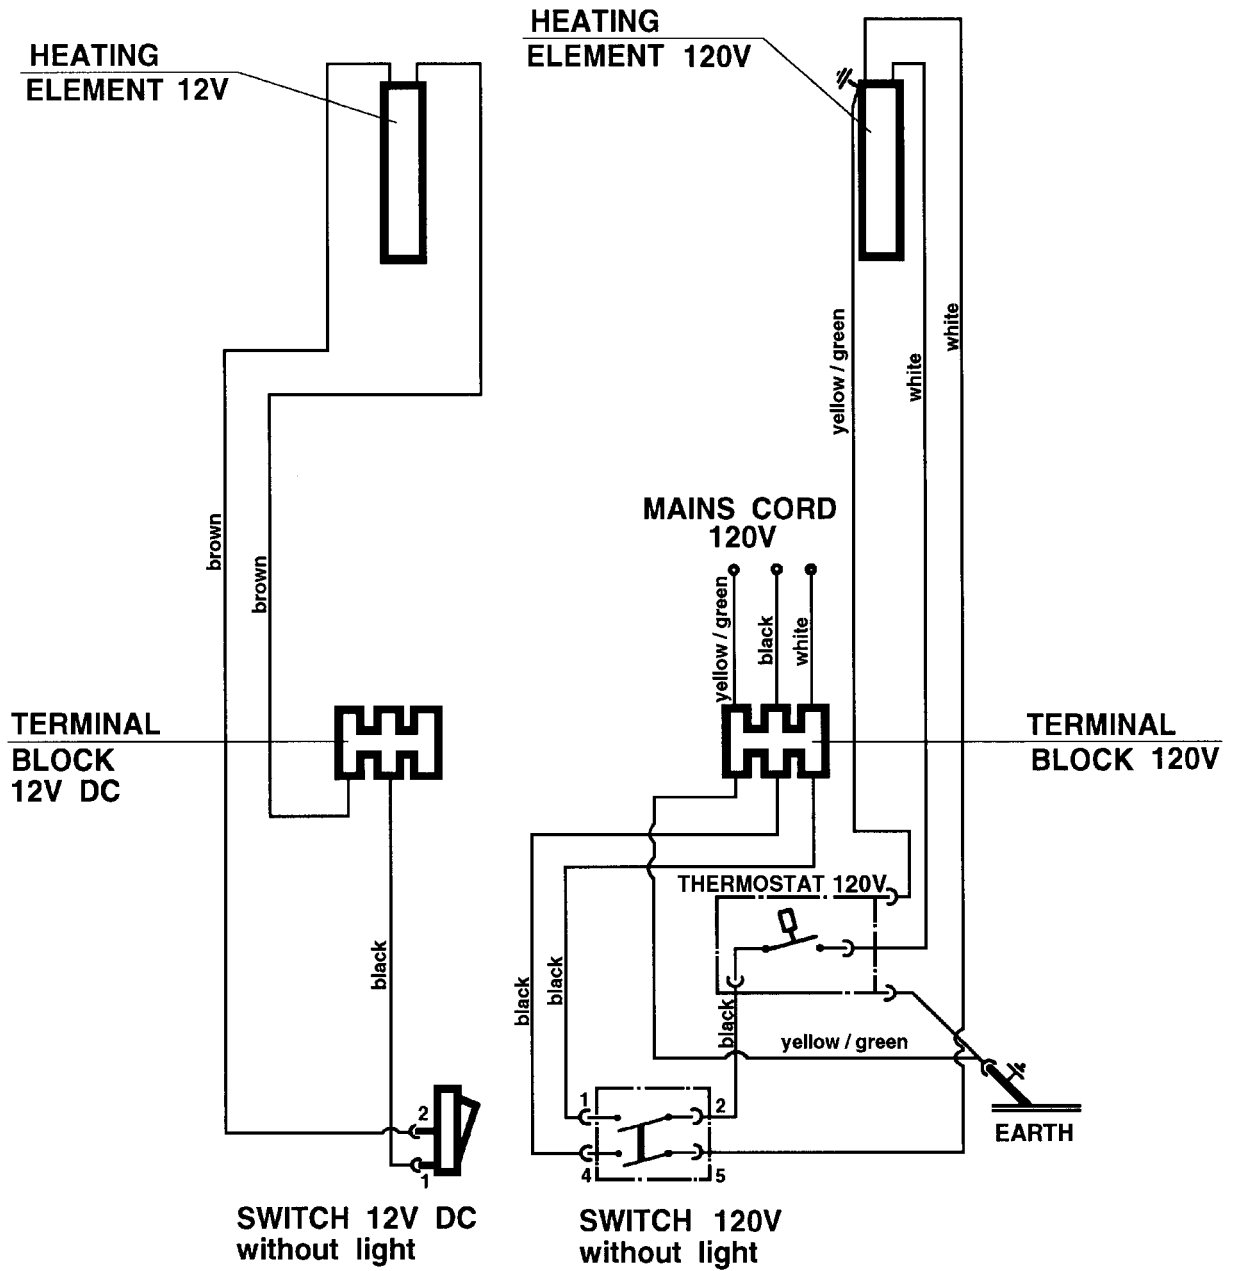 HEATING
ELEMENT 12V
HEATING
ELEMENT 120V
yellow / green
white
white
MAINS CORD
120V
brown
brown
yellow / green
black
white
TERMINAL
BLOCK
12V DC
TERMINAL
BLOCK 120V
THERMOSTAT 120V
black
black
black
black
yellow / green
2
1
1
2
4
5
EARTH
SWITCH 12V DC
without light
SWITCH 120V
without light